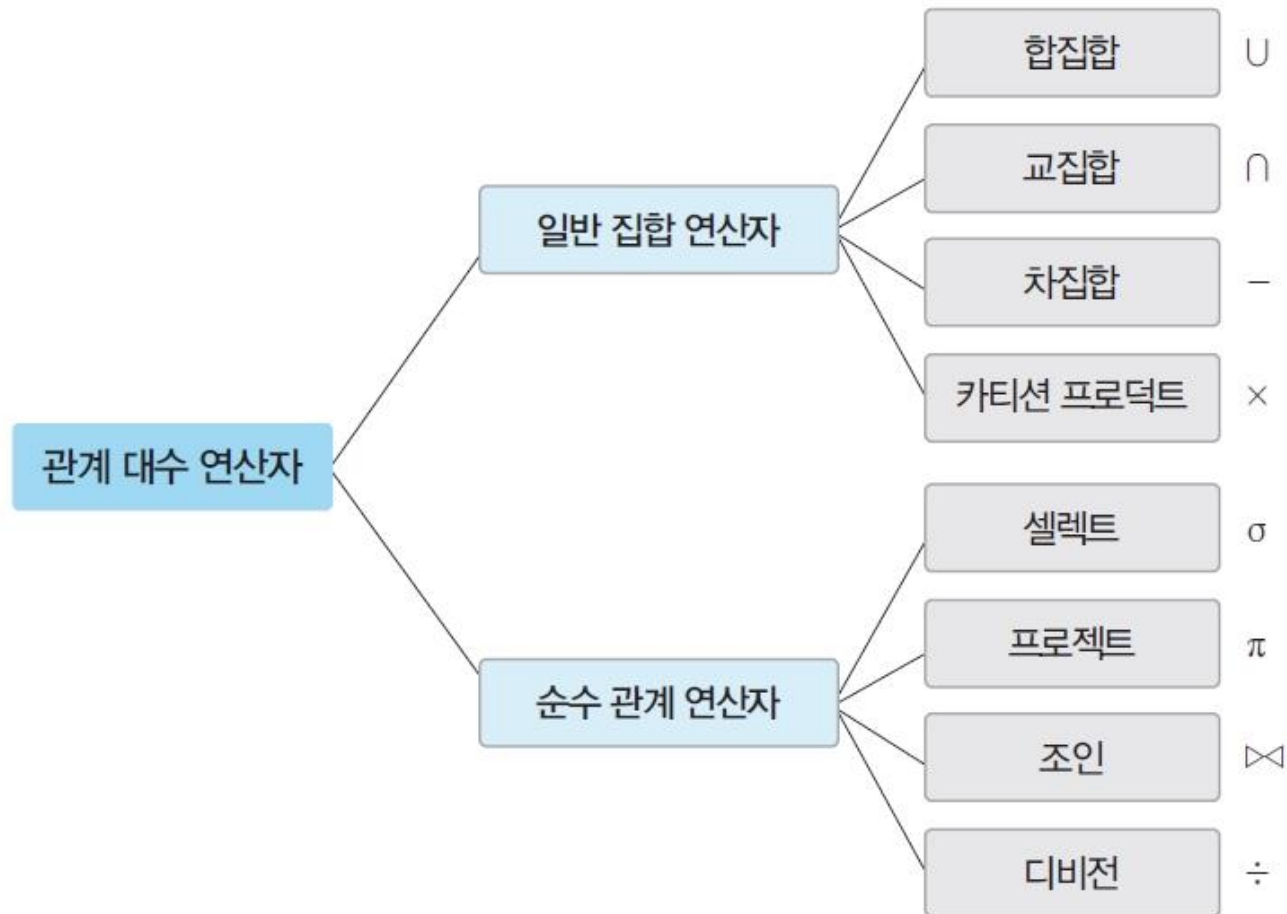 관계 대수 연산자
일반 집합 연산자
합집합 ∪
교집합 ∩
차집합 −
카티션 프로덕트 ×
순수 관계 연산자
셀렉트 σ
프로젝트 π
조인 ⋈
디비전 ÷